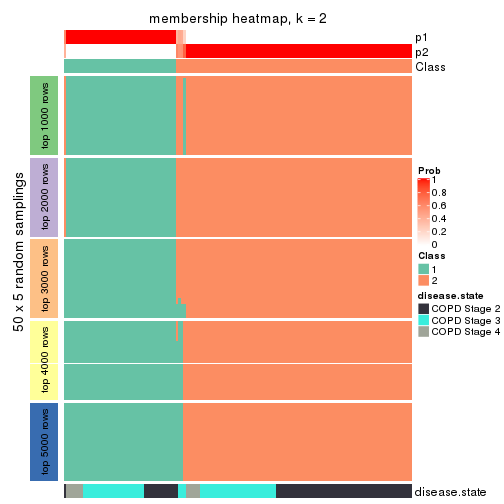 membership heatmap, k = 2
p1
p2
Class
50 x 5 random samplings
top 1000 rows
top 2000 rows
top 3000 rows
top 4000 rows
top 5000 rows
Prob
1
0.8
0.6
0.4
0.2
0
Class
1
2
disease.state
COPD Stage 2
COPD Stage 3
COPD Stage 4
disease.state